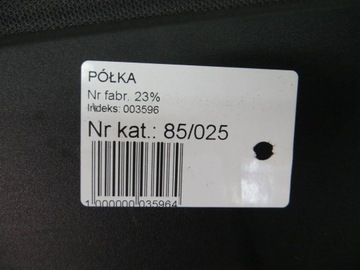 PÓŁKA
Nr fabr. 23%
Indeks: 003596
Nr kat.: 85/025
1 000000 035964